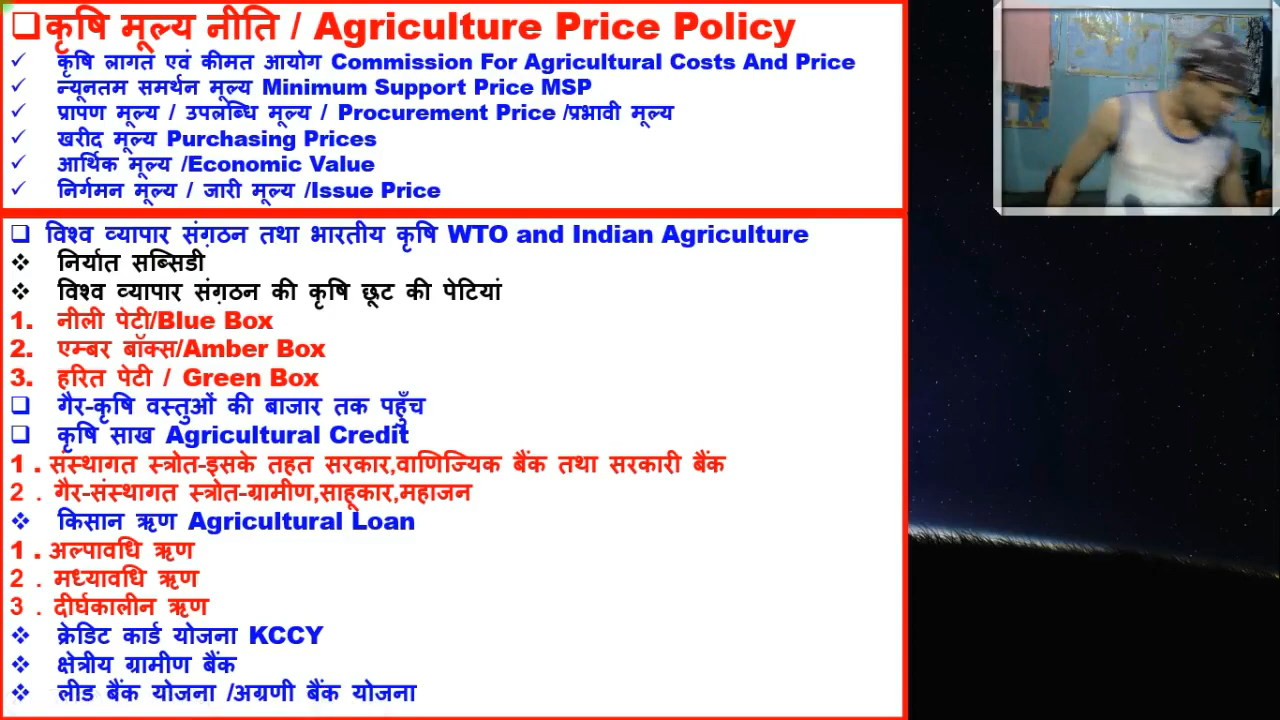 ❑कृषि मूल्य नीति / Agriculture Price Policy
✓ कृषि लागत एवं कीमत आयोग Commission For Agricultural Costs And Price
✓ न्यूनतम समर्थन मूल्य Minimum Support Price MSP
✓ प्रापण मूल्य / उपलब्धि मूल्य / Procurement Price /प्रभावी मूल्य
✓ खरीद मूल्य Purchasing Prices
✓ आर्थिक मूल्य /Economic Value
✓ निर्गमन मूल्य / जारी मूल्य /Issue Price
❑ विश्व व्यापार संग़ठन तथा भारतीय कृषि WTO and Indian Agriculture
❖ निर्यात सब्सिडी
❖ विश्व व्यापार संग़ठन की कृषि छूट की पेटियां
1. नीली पेटी/Blue Box
2. एम्बर बॉक्स/Amber Box
3. हरित पेटी / Green Box
❑ गैर-कृषि वस्तुओं की बाजार तक पहुँच
❑ कृषि साख Agricultural Credit
1 . संस्थागत स्त्रोत-इसके तहत सरकार,वाणिज्यिक बैंक तथा सरकारी बैंक
2 . गैर-संस्थागत स्त्रोत-ग्रामीण,साहूकार,महाजन
❖ किसान ऋण Agricultural Loan
1 . अल्पावधि ऋण
2 . मध्यावधि ऋण
3 . दीर्घकालीन ऋण
❖ क्रेडिट कार्ड योजना KCCY
❖ क्षेत्रीय ग्रामीण बैंक
❖ लीड बैंक योजना /अग्रणी बैंक योजना